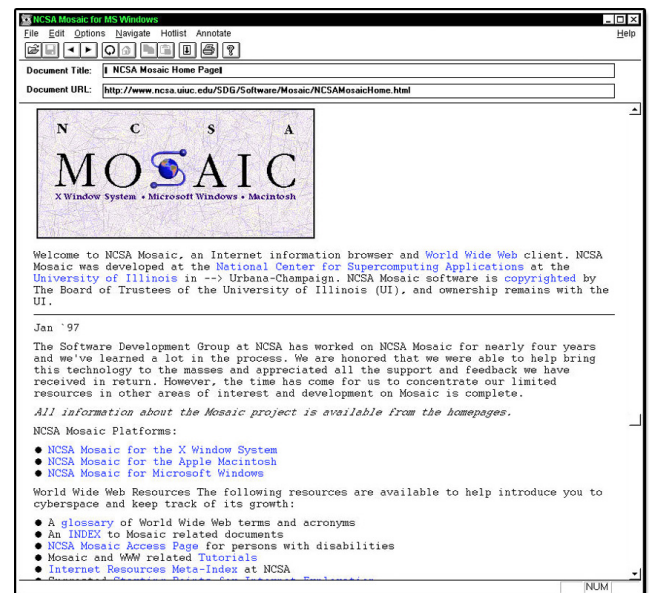 NCSA Mosaic for MS Windows
File Edit Options Navigate Hotlist Annotate Help
Document Title: NCSA Mosaic Home Page
Document URL: http://www.ncsa.uiuc.edu/SDG/Software/Mosaic/NCSAMosaicHome.html
N C S A
MOSAIC
X Window System • Microsoft Windows • Macintosh
Welcome to NCSA Mosaic, an Internet information browser and World Wide Web client. NCSA
Mosaic was developed at the National Center for Supercomputing Applications at the
University of Illinois in --> Urbana-Champaign. NCSA Mosaic software is copyrighted by
The Board of Trustees of the University of Illinois (UI), and ownership remains with the
UI.
Jan `97
The Software Development Group at NCSA has worked on NCSA Mosaic for nearly four years
and we've learned a lot in the process. We are honored that we were able to help bring
this technology to the masses and appreciated all the support and feedback we have
received in return. However, the time has come for us to concentrate our limited
resources in other areas of interest and development on Mosaic is complete.
All information about the Mosaic project is available from the homepages.
NCSA Mosaic Platforms:
● NCSA Mosaic for the X Window System
● NCSA Mosaic for the Apple Macintosh
● NCSA Mosaic for Microsoft Windows
World Wide Web Resources The following resources are available to help introduce you to
cyberspace and keep track of its growth:
● A glossary of World Wide Web terms and acronyms
● An INDEX to Mosaic related documents
● NCSA Mosaic Access Page for persons with disabilities
● Mosaic and WWW related Tutorials
● Internet Resources Meta-Index at NCSA
● Suggested Starting Points for Internet Exploration
NUM